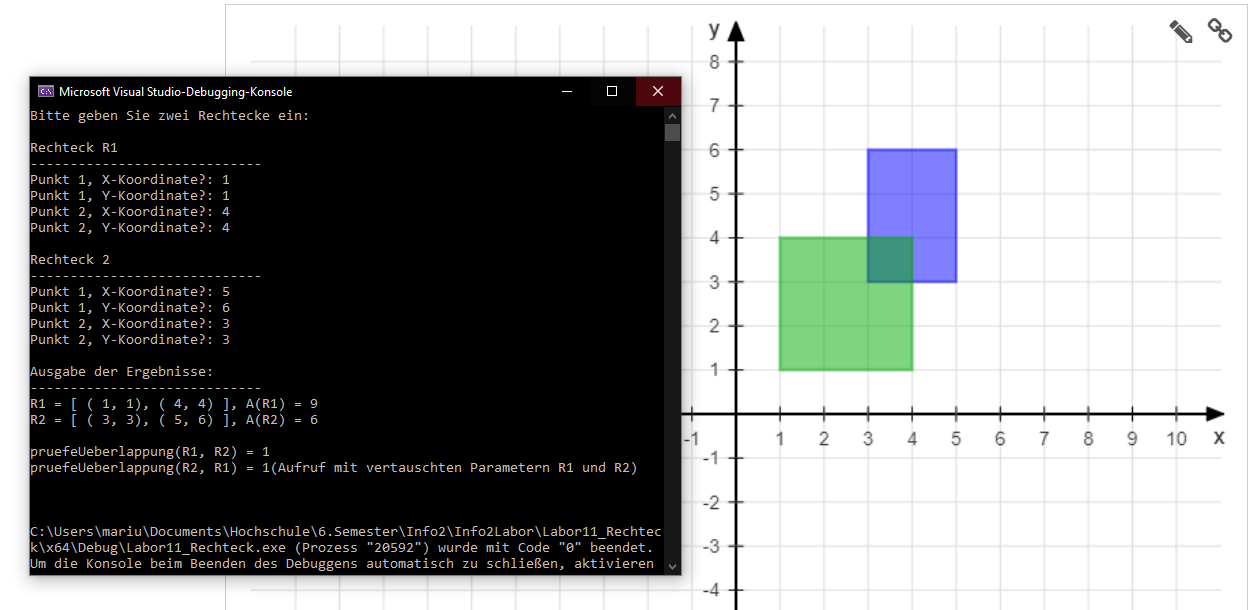 Microsoft Visual Studio-Debugging-Konsole
Bitte geben Sie zwei Rechtecke ein:
Rechteck R1
-----------------------------
Punkt 1, X-Koordinate?: 1
Punkt 1, Y-Koordinate?: 1
Punkt 2, X-Koordinate?: 4
Punkt 2, Y-Koordinate?: 4
Rechteck 2
-----------------------------
Punkt 1, X-Koordinate?: 5
Punkt 1, Y-Koordinate?: 6
Punkt 2, X-Koordinate?: 3
Punkt 2, Y-Koordinate?: 3
Ausgabe der Ergebnisse:
-----------------------------
R1 = [ ( 1, 1), ( 4, 4) ], A(R1) = 9
R2 = [ ( 3, 3), ( 5, 6) ], A(R2) = 6
pruefeUeberlappung(R1, R2) = 1
pruefeUeberlappung(R2, R1) = 1(Aufruf mit vertauschten Parametern R1 und R2)
C:\Users\mariu\Documents\Hochschule\6.Semester\Info2\Info2Labor\Labor11_Rechtec
k\x64\Debug\Labor11_Rechteck.exe (Prozess "20592") wurde mit Code "0" beendet.
Um die Konsole beim Beenden des Debuggens automatisch zu schließen, aktivieren
y
8
7
6
5
4
3
2
1
-1 1 2 3 4 5 6 7 8 9 10 x
-1
-2
-3
-4